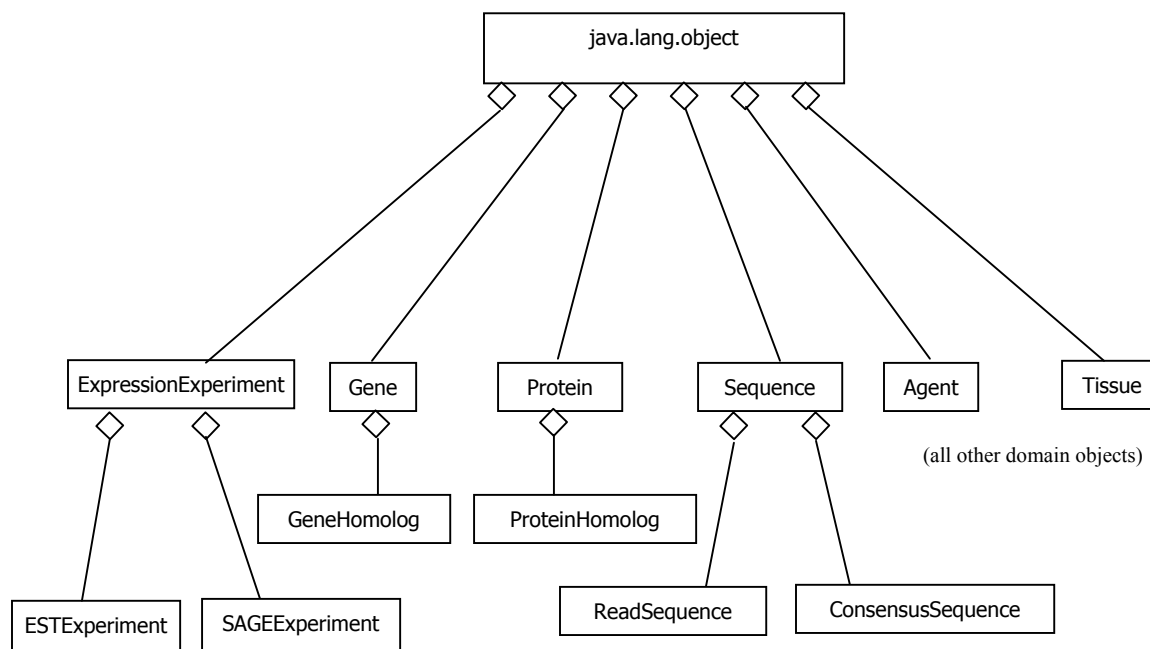 java.lang.object
ExpressionExperiment
Gene
Protein
Sequence
Agent
Tissue
(all other domain objects)
GeneHomolog
ProteinHomolog
ESTExperiment
SAGEExperiment
ReadSequence
ConsensusSequence